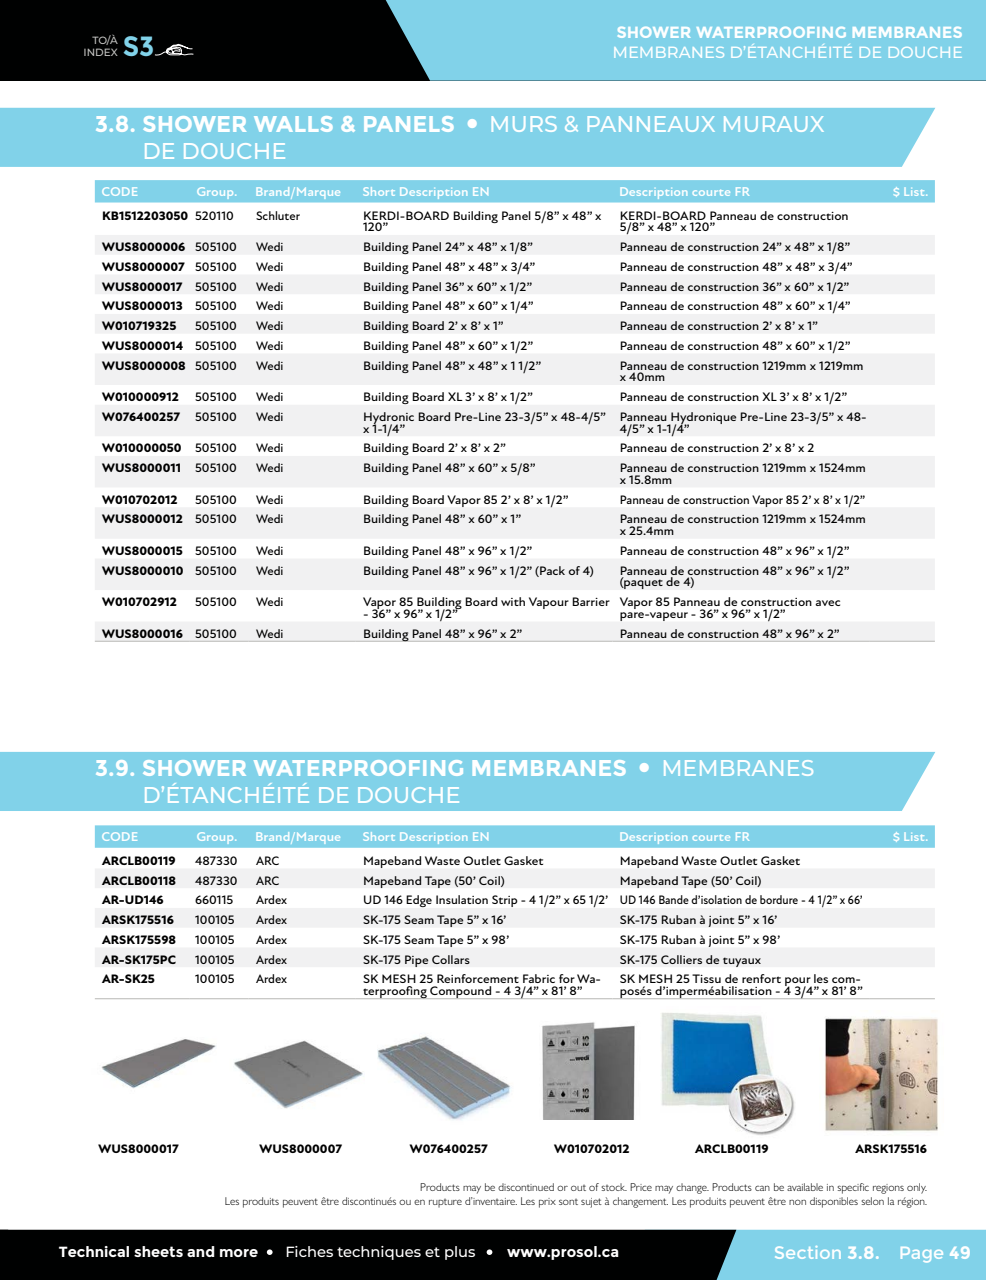 TO/À
INDEX S3
SHOWER WATERPROOFING MEMBRANES
MEMBRANES D’ÉTANCHÉITÉ DE DOUCHE
3.8. SHOWER WALLS & PANELS • MURS & PANNEAUX MURAUX
DE DOUCHE
CODE Group. Brand/Marque Short Description EN Description courte FR $ List.
KB1512203050 520110 Schluter KERDI-BOARD Building Panel 5/8” x 48” x KERDI-BOARD Panneau de construction
120” 5/8” x 48” x 120”
WUS8000006 505100 Wedi Building Panel 24” x 48” x 1/8” Panneau de construction 24” x 48” x 1/8”
WUS8000007 505100 Wedi Building Panel 48” x 48” x 3/4” Panneau de construction 48” x 48” x 3/4”
WUS8000017 505100 Wedi Building Panel 36” x 60” x 1/2” Panneau de construction 36” x 60” x 1/2”
WUS8000013 505100 Wedi Building Panel 48” x 60” x 1/4” Panneau de construction 48” x 60” x 1/4”
W010719325 505100 Wedi Building Board 2’ x 8’ x 1” Panneau de construction 2’ x 8’ x 1”
WUS8000014 505100 Wedi Building Panel 48” x 60” x 1/2” Panneau de construction 48” x 60” x 1/2”
WUS8000008 505100 Wedi Building Panel 48” x 48” x 1 1/2” Panneau de construction 1219mm x 1219mm
x 40mm
W010000912 505100 Wedi Building Board XL 3’ x 8’ x 1/2” Panneau de construction XL 3’ x 8’ x 1/2”
W076400257 505100 Wedi Hydronic Board Pre-Line 23-3/5” x 48-4/5” Panneau Hydronique Pre-Line 23-3/5” x 48-
x 1-1/4” 4/5” x 1-1/4”
W010000050 505100 Wedi Building Board 2’ x 8’ x 2” Panneau de construction 2’ x 8’ x 2
WUS8000011 505100 Wedi Building Panel 48” x 60” x 5/8” Panneau de construction 1219mm x 1524mm
x 15.8mm
W010702012 505100 Wedi Building Board Vapor 85 2’ x 8’ x 1/2” Panneau de construction Vapor 85 2’ x 8’ x 1/2”
WUS8000012 505100 Wedi Building Panel 48” x 60” x 1” Panneau de construction 1219mm x 1524mm
x 25.4mm
WUS8000015 505100 Wedi Building Panel 48” x 96” x 1/2” Panneau de construction 48” x 96” x 1/2”
WUS8000010 505100 Wedi Building Panel 48” x 96” x 1/2” (Pack of 4) Panneau de construction 48” x 96” x 1/2”
(paquet de 4)
W010702912 505100 Wedi Vapor 85 Building Board with Vapour Barrier Vapor 85 Panneau de construction avec
- 36” x 96” x 1/2” pare-vapeur - 36” x 96” x 1/2”
WUS8000016 505100 Wedi Building Panel 48” x 96” x 2” Panneau de construction 48” x 96” x 2”
3.9. SHOWER WATERPROOFING MEMBRANES • MEMBRANES
D’ÉTANCHÉITÉ DE DOUCHE
CODE Group. Brand/Marque Short Description EN Description courte FR $ List.
ARCLB00119 487330 ARC Mapeband Waste Outlet Gasket Mapeband Waste Outlet Gasket
ARCLB00118 487330 ARC Mapeband Tape (50’ Coil) Mapeband Tape (50’ Coil)
AR-UD146 660115 Ardex UD 146 Edge Insulation Strip - 4 1/2” x 65 1/2’ UD 146 Bande d’isolation de bordure - 4 1/2” x 66’
ARSK175516 100105 Ardex SK-175 Seam Tape 5” x 16’ SK-175 Ruban à joint 5” x 16’
ARSK175598 100105 Ardex SK-175 Seam Tape 5” x 98’ SK-175 Ruban à joint 5” x 98’
AR-SK175PC 100105 Ardex SK-175 Pipe Collars SK-175 Colliers de tuyaux
AR-SK25 100105 Ardex SK MESH 25 Reinforcement Fabric for Wa- SK MESH 25 Tissu de renfort pour les com-
terproofing Compound - 4 3/4” x 81’ 8” posés d’imperméabilisation - 4 3/4” x 81’ 8”
wedi
wedi
WUS8000017 WUS8000007 W076400257 W010702012 ARCLB00119 ARSK175516
Products may be discontinued or out of stock. Price may change. Products can be available in specific regions only.
Les produits peuvent être discontinués ou en rupture d’inventaire. Les prix sont sujet à changement. Les produits peuvent être non disponibles selon la région.
Technical sheets and more • Fiches techniques et plus • www.prosol.ca
Section 3.8. Page 49